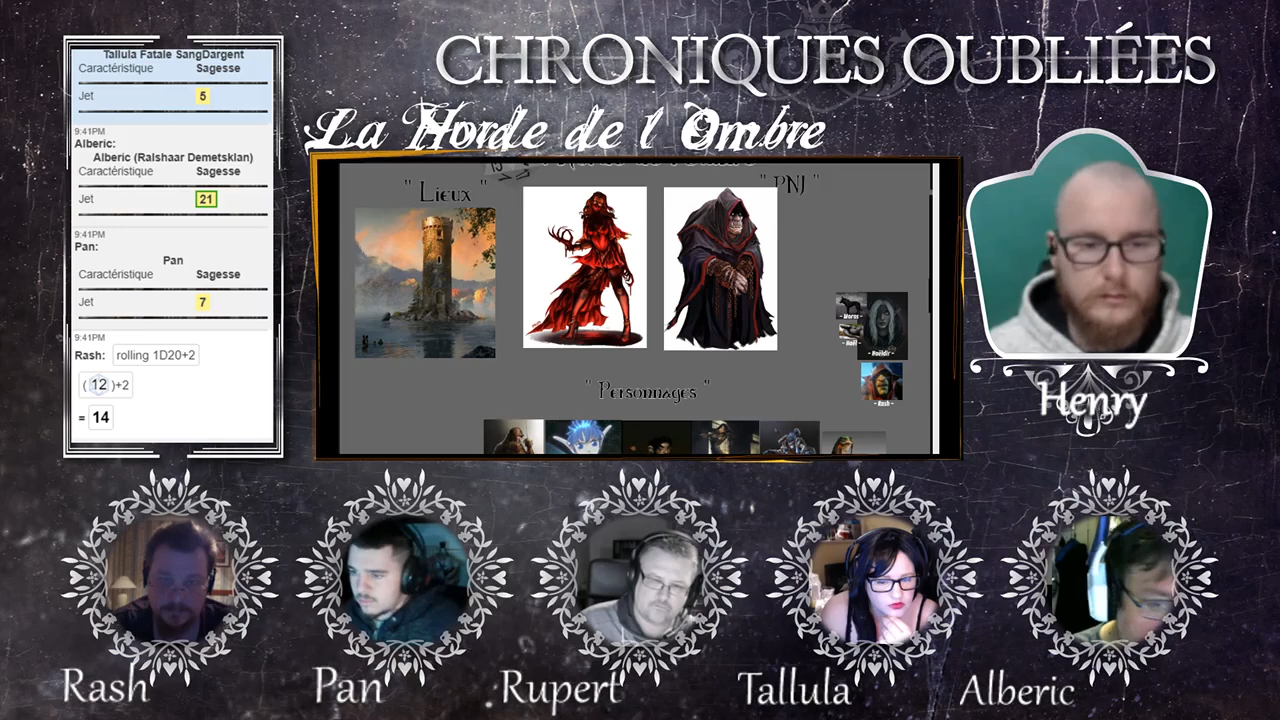 CHRONIQUES OUBLIÉES
La Horde de l'Ombre
Tallula Fatale SangDargent
Caractéristique Sagesse
Jet 5
9:41PM
Alberic:
Alberic (Ralshaar Demetsklan)
Caractéristique Sagesse
Jet 21
9:41PM
Pan:
Pan
Caractéristique Sagesse
Jet 7
9:41PM
Rash: rolling 1D20+2
(12)+2
= 14
" Lieux "
" PNJ "
" Personnages "
- Rash -
Henry
Rash
Pan
Rupert
Tallula
Alberic